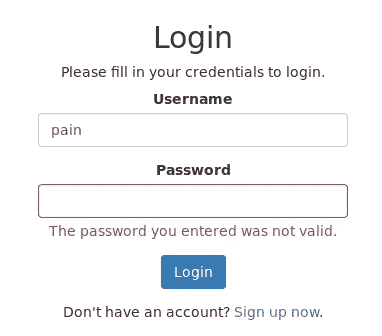 Login
Please fill in your credentials to login.
Username
pain
Password
The password you entered was not valid.
Login
Don't have an account? Sign up now.